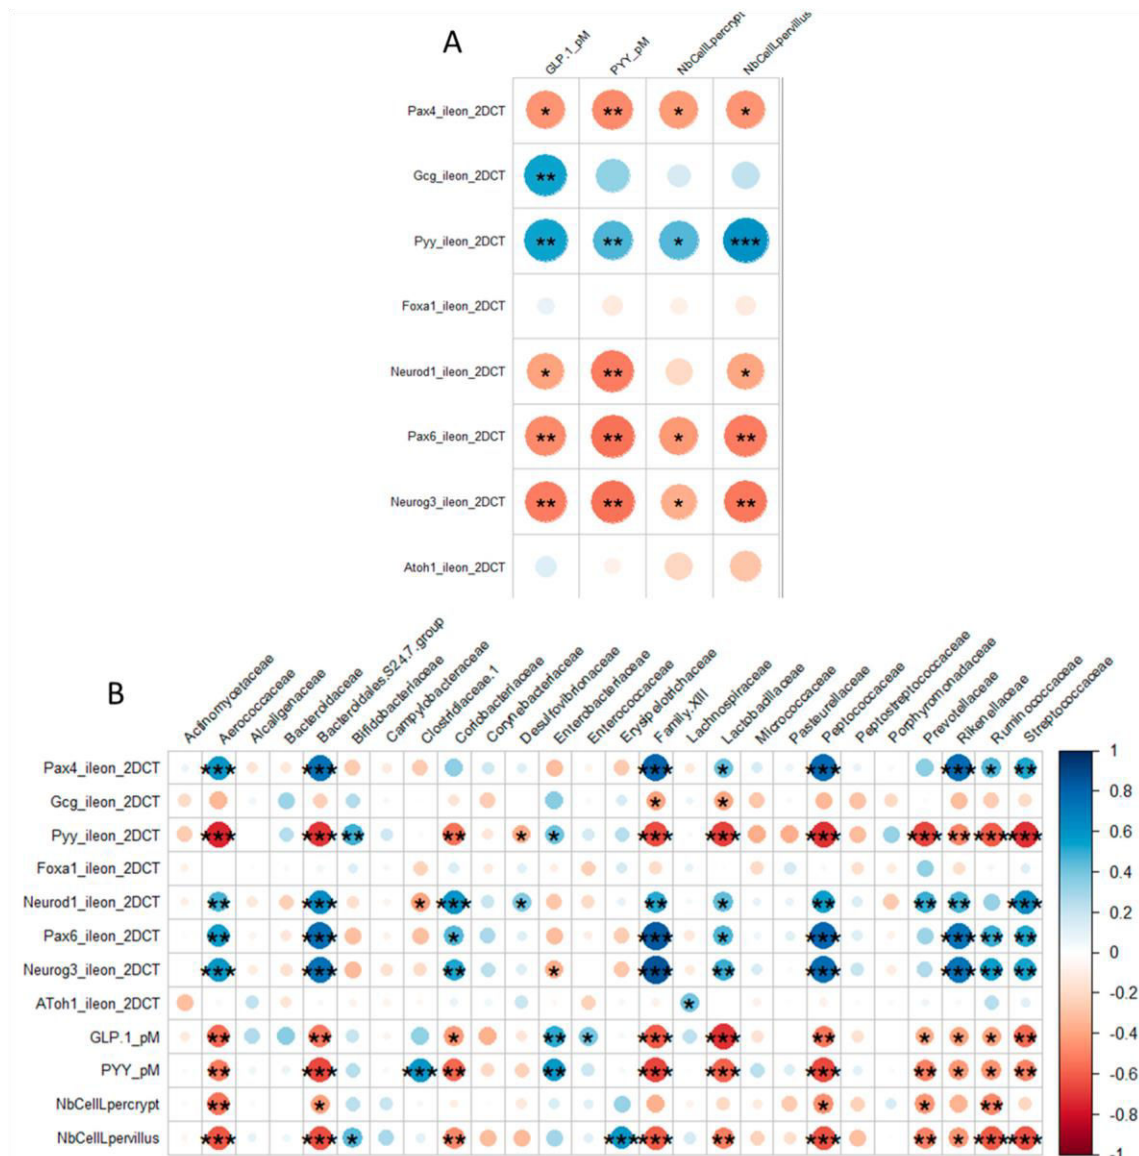 A
GLP.1_pM PYY_pM NbCellLpercrypt NbCellLpervillus
Pax4_ileon_2DCT * ** * *
Gcg_ileon_2DCT **
Pyy_ileon_2DCT ** ** * ***
Foxa1_ileon_2DCT
Neurod1_ileon_2DCT * ** *
Pax6_ileon_2DCT ** ** * **
Neurog3_ileon_2DCT ** ** * **
Atoh1_ileon_2DCT
B
Actinomycetaceae Aerococcaceae Alcaligenaceae Bacteroidaceae Bacteroidales.S24.7.group Bifidobacteriaceae Campylobacteraceae Clostridiaceae.1 Coriobacteriaceae Corynebacteriaceae Desulfovibrionaceae Enterobacteriaceae Enterococcaceae Erysipelotrichaceae Family.XIII Lachnospiraceae Lactobacillaceae Micrococcaceae Pasteurellaceae Peptococcaceae Peptostreptococcaceae Porphyromonadaceae Prevotellaceae Rikenellaceae Ruminococcaceae Streptococcaceae
Pax4_ileon_2DCT *** *** *** * *** *** * ** 1
Gcg_ileon_2DCT * * 0.8
Pyy_ileon_2DCT *** *** ** ** * * *** *** *** *** ** *** *** 0.6
Foxa1_ileon_2DCT 0.4
Neurod1_ileon_2DCT ** *** * *** * ** * ** ** ** *** 0.2
Pax6_ileon_2DCT ** *** * *** * *** *** ** ** 0
Neurog3_ileon_2DCT *** *** ** * *** ** *** *** ** ** -0.2
AToh1_ileon_2DCT * -0.4
GLP.1_pM ** ** * ** * *** *** ** * * * ** -0.6
PYY_pM ** *** *** ** ** *** *** *** ** * * ** -0.8
NbCellLpercrypt ** * * * **
NbCellLpervillus *** *** * ** *** *** ** *** ** * *** *** -1